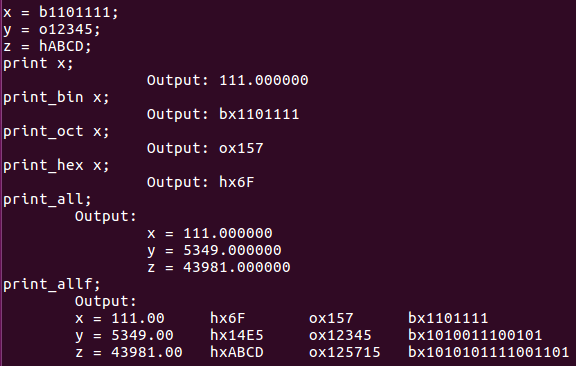 x = b1101111;
y = o12345;
z = hABCD;
print x;
Output: 111.000000
print_bin x;
Output: bx1101111
print_oct x;
Output: ox157
print_hex x;
Output: hx6F
print_all;
Output:
x = 111.000000
y = 5349.000000
z = 43981.000000
print_allf;
Output:
x = 111.00 hx6F ox157 bx1101111
y = 5349.00 hx14E5 ox12345 bx1010011100101
z = 43981.00 hxABCD ox125715 bx1010101111001101